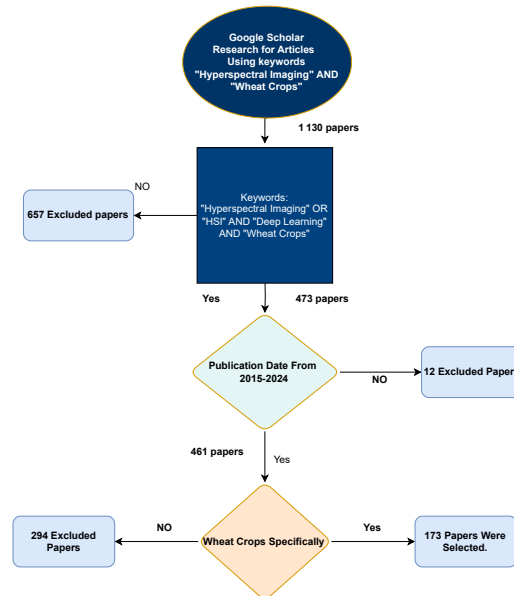 Google Scholar
Research for Articles
Using keywords
"Hyperspectral Imaging" AND
"Wheat Crops"
1 130 papers
NO
657 Excluded papers
Keywords:
"Hyperspectral Imaging" OR
"HSI" AND "Deep Learning"
AND "Wheat Crops"
Yes
473 papers
Publication Date From
2015-2024
NO
12 Excluded Paper
461 papers
Yes
294 Excluded
Papers
NO
Wheat Crops Specifically
Yes
173 Papers Were
Selected.